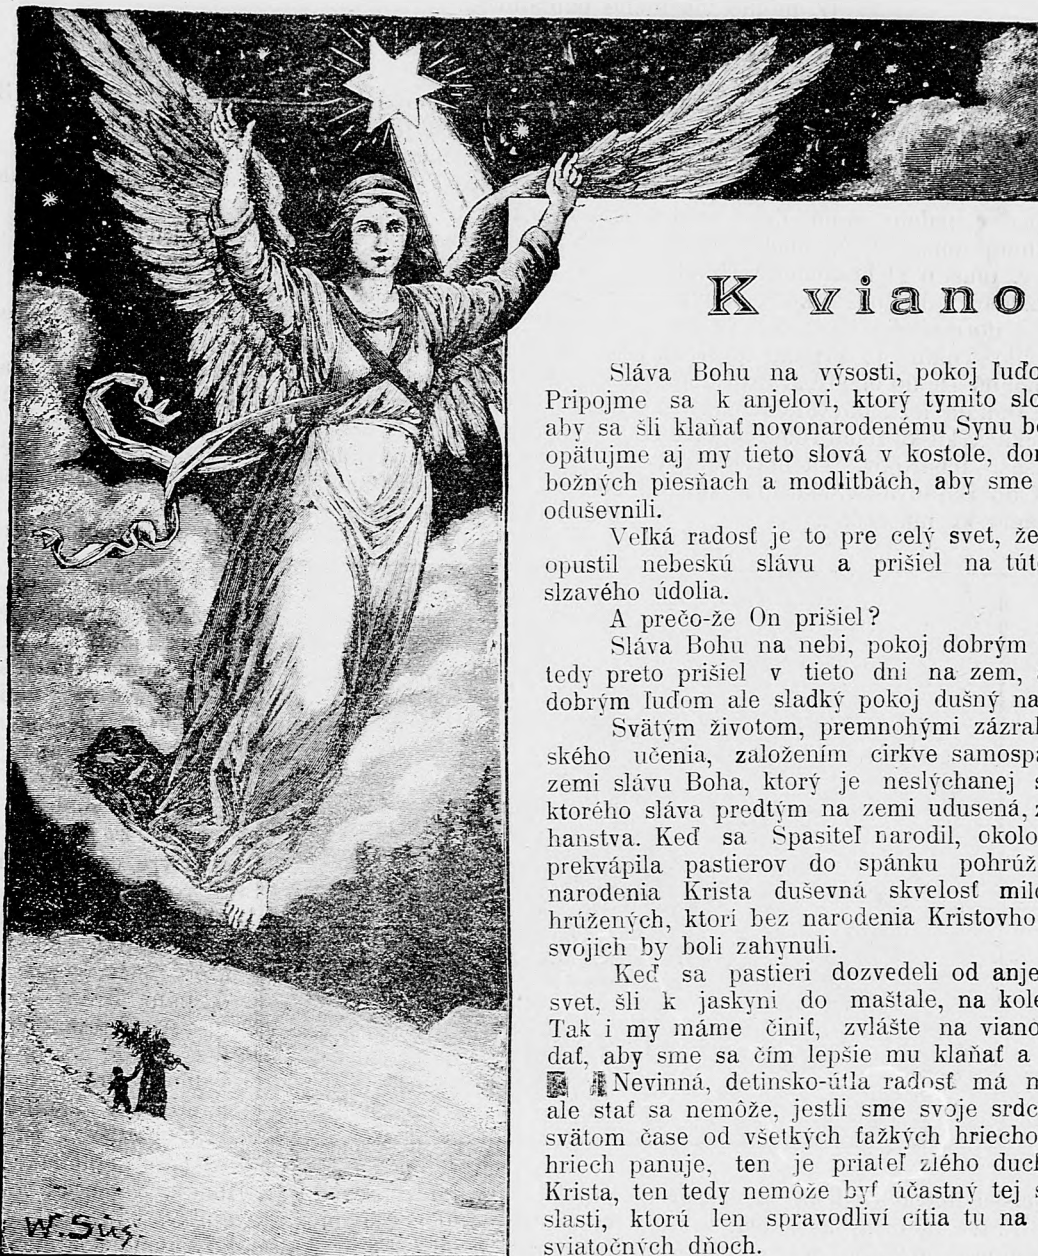 K viano
Sláva Bohu na výsosti, pokoj ľuďo
Pripojme sa k anjelovi, ktorý tymito slo
aby sa šli klaňať novonarodenému Synu b
opätujme aj my tieto slová v kostole, do
božných piesňach a modlitbách, aby sme
oduševnili.
Veľká radosť je to pre celý svet, že
opustil nebeskú slávu a prišiel na tút
slzavého údolia.
A prečo-že On prišiel?
Sláva Bohu na nebi, pokoj dobrým
tedy preto prišiel v tieto dni na zem,
dobrým ľuďom ale sladký pokoj dušný na
Svätým životom, premnohými zázra
ského učenia, založením cirkve samospa
zemi slávu Boha, ktorý je neslýchanej s
ktorého sláva predtým na zemi udusená,
hanstva. Keď sa Spasiteľ narodil, okolo
prekvápila pastierov do spánku pohrúž
narodenia Krista duševná skvelosť mil
hrúžených, ktorí bez narodenia Kristovho
svojich by boli zahynuli.
Keď sa pastieri dozvedeli od anje
svet, šli k jaskyni do maštale, na kol
Tak i my máme činiť, zvlášte na viano
dať, aby sme sa čím lepšie mu klaňať a
Nevinná, detinsko-útla radosť má
ale stať sa nemôže, jestli sme svoje srdc
svätom čase od všetkých ťažkých hriecho
hriech panuje, ten je priateľ zlého duc
Krista, ten tedy nemôže byť účastný tej s
slasti, ktorú len spravodliví cítia tu na
sviatočných dňoch.
W. Süs.